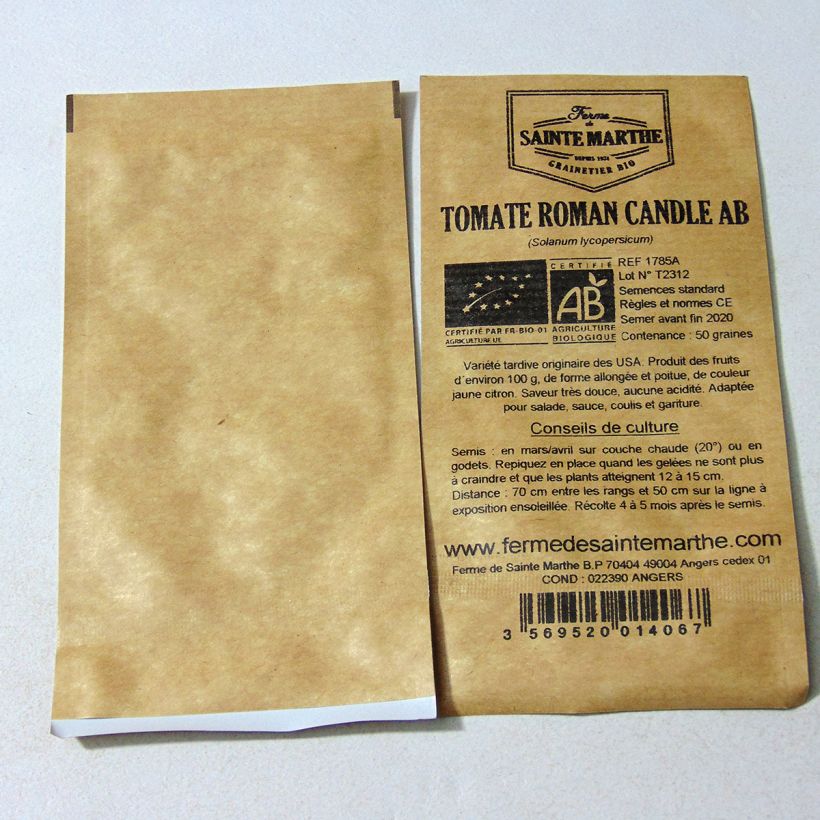 Ferme
de
SAINTE MARTHE
DEPUIS 1974
GRAINETIER BIO
TOMATE ROMAN CANDLE AB
(Solanum lycopersicum)
CERTIFIÉ
AB
CERTIFIÉ PAR FR-BIO-01
AGRICULTURE UE
AGRICULTURE
BIOLOGIQUE
REF 1785A
Lot N° T2312
Semences standard
Règles et normes CE
Semer avant fin 2020
Contenance : 50 graines
Variété tardive originaire des USA. Produit des fruits
d'environ 100 g, de forme allongée et poitue, de couleur
jaune citron. Saveur très douce, aucune acidité. Adaptée
pour salade, sauce, coulis et gariture.
Conseils de culture
Semis : en mars/avril sur couche chaude (20°) ou en
godets. Repiquez en place quand les gelées ne sont plus
à craindre et que les plants atteignent 12 à 15 cm.
Distance : 70 cm entre les rangs et 50 cm sur la ligne à
exposition ensoleillée. Récolte 4 à 5 mois après le semis.
www.fermedesaintemarthe.com
Ferme de Sainte Marthe B.P 70404 49004 Angers cedex 01
COND : 022390 ANGERS
3 569520 014067